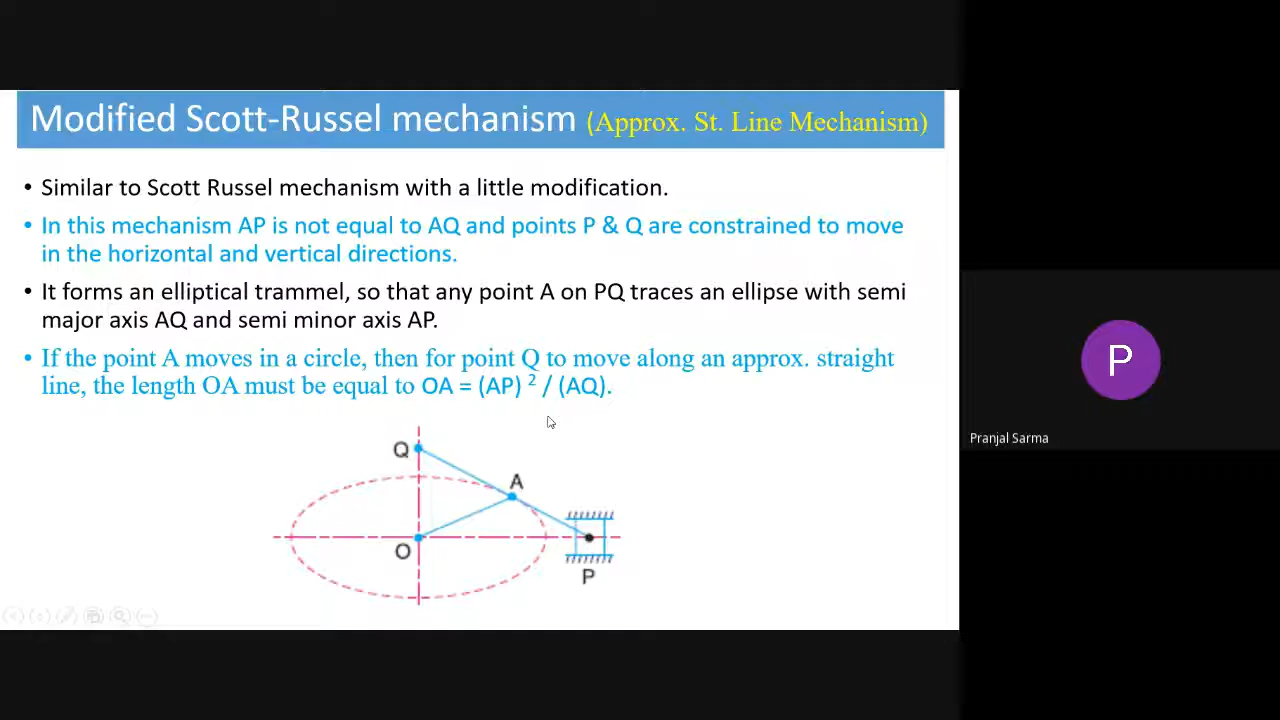 Modified Scott-Russel mechanism (Approx. St. Line Mechanism)
• Similar to Scott Russel mechanism with a little modification.
• In this mechanism AP is not equal to AQ and points P & Q are constrained to move
in the horizontal and vertical directions.
• It forms an elliptical trammel, so that any point A on PQ traces an ellipse with semi
major axis AQ and semi minor axis AP.
• If the point A moves in a circle, then for point Q to move along an approx. straight
line, the length OA must be equal to OA = (AP) ² / (AQ).
Q
A
O
P
P
Pranjal Sarma